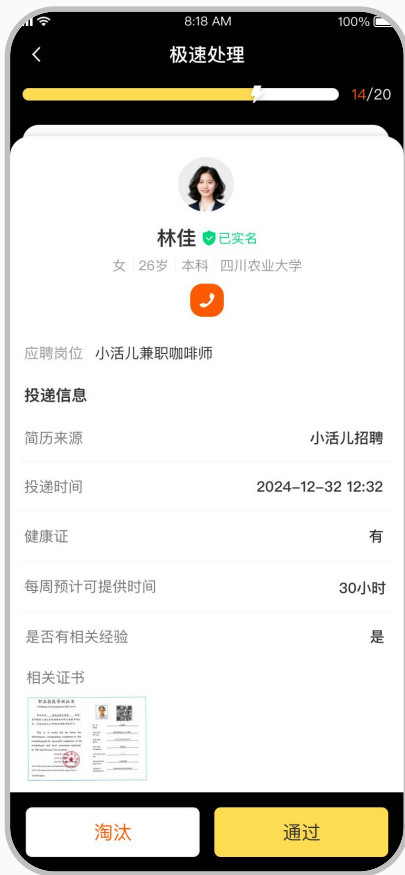 8:18 AM
100%
极速处理
14/20
林佳 已实名
女 26岁 本科 四川农业大学
应聘岗位 小活儿兼职咖啡师
投递信息
简历来源 小活儿招聘
投递时间 2024-12-32 12:32
健康证 有
每周预计可提供时间 30小时
是否有相关经验 是
相关证书
淘汰 通过